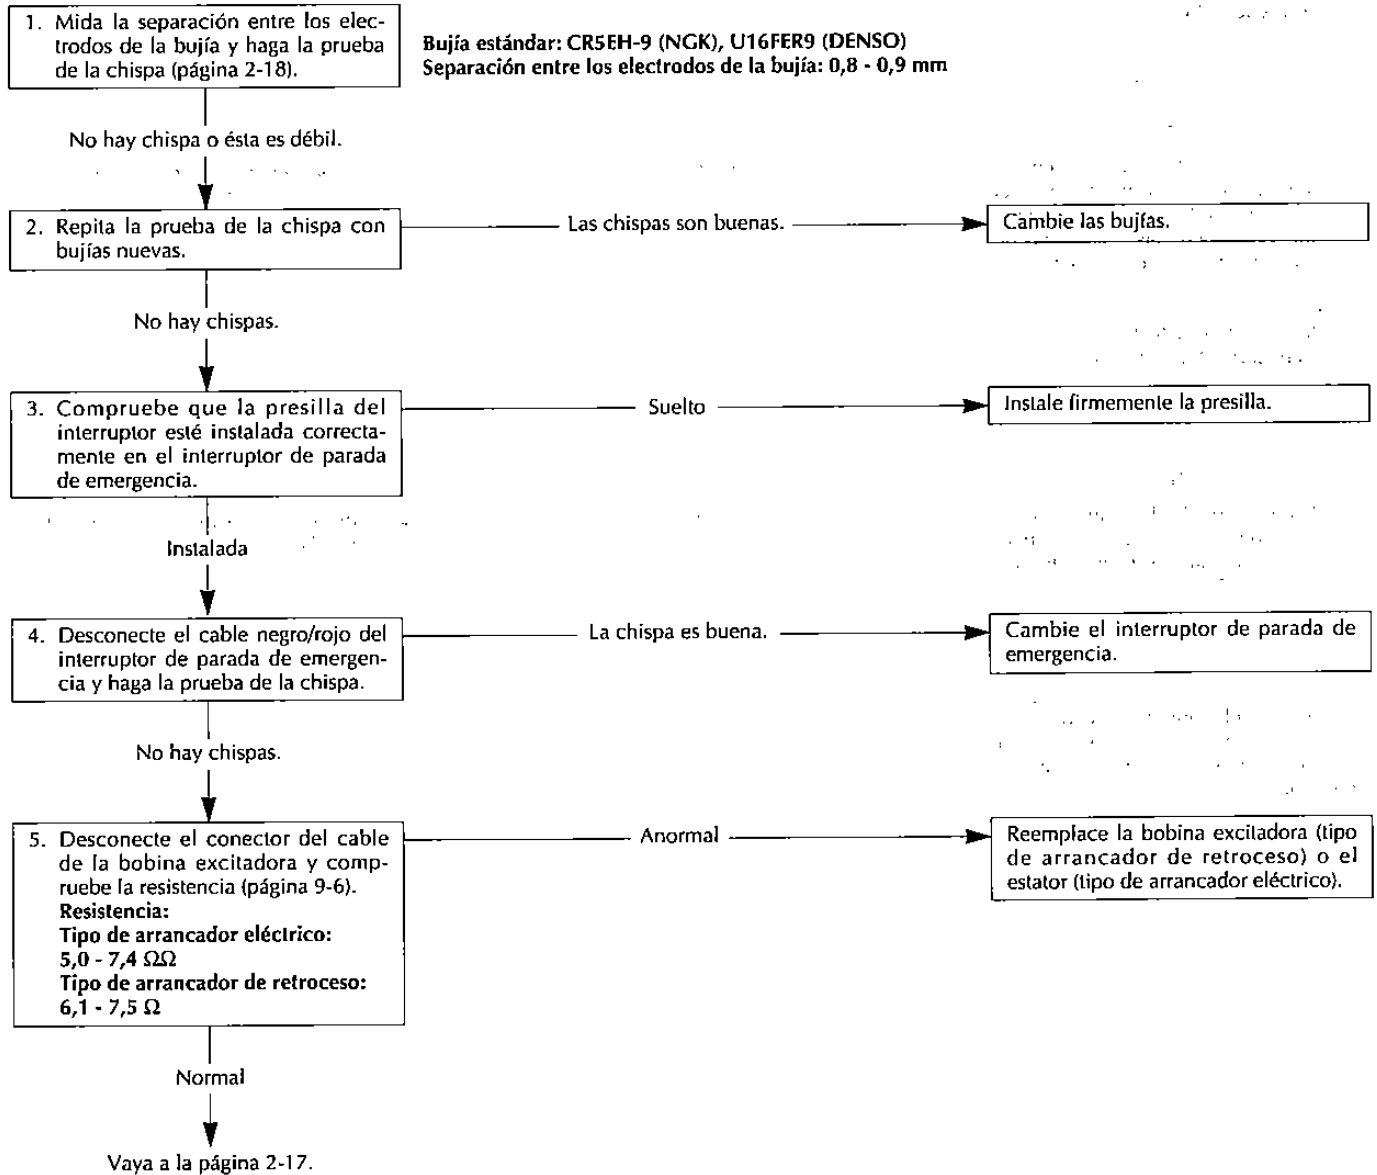 1. Mida la separación entre los elec-
trodos de la bujía y haga la prueba
de la chispa (página 2-18).
Bujía estándar: CR5EH-9 (NGK), U16FER9 (DENSO)
Separación entre los electrodos de la bujía: 0,8 - 0,9 mm
No hay chispa o ésta es débil.
2. Repita la prueba de la chispa con
bujías nuevas.
Las chispas son buenas.
Cambie las bujías.
No hay chispas.
3. Compruebe que la presilla del
interruptor esté instalada correcta-
mente en el interruptor de parada
de emergencia.
Suelto
Instale firmemente la presilla.
Instalada
4. Desconecte el cable negro/rojo del
interruptor de parada de emergen-
cia y haga la prueba de la chispa.
La chispa es buena.
Cambie el interruptor de parada de
emergencia.
No hay chispas.
5. Desconecte el conector del cable
de la bobina excitadora y comp-
ruebe la resistencia (página 9-6).
Resistencia:
Tipo de arrancador eléctrico:
5,0 - 7,4 ΩΩ
Tipo de arrancador de retroceso:
6,1 - 7,5 Ω
Anormal
Reemplace la bobina excitadora (tipo
de arrancador de retroceso) o el
estator (tipo de arrancador eléctrico).
Normal
Vaya a la página 2-17.